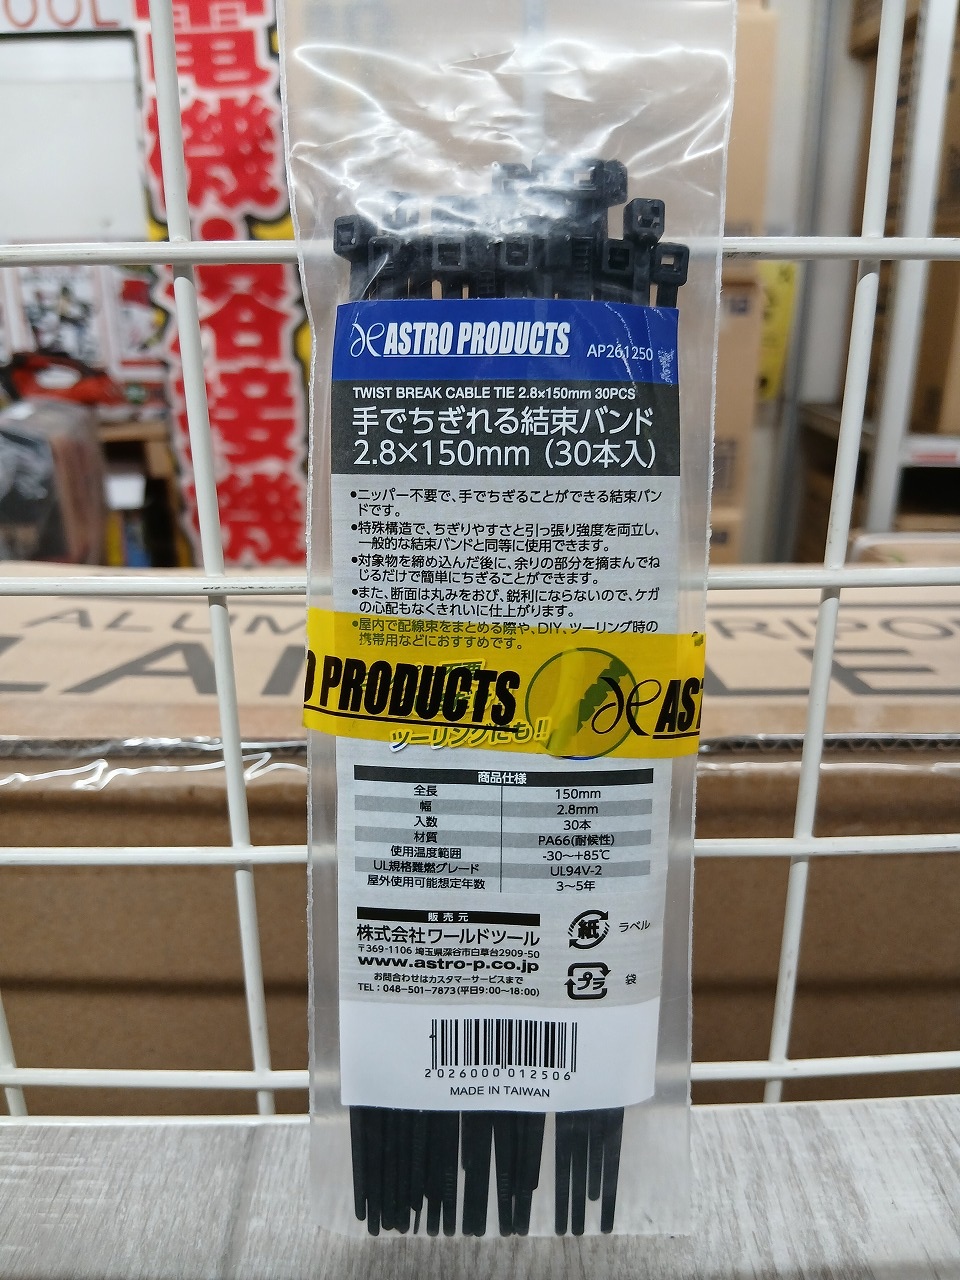 OOL
電機・溶接機
ASTRO PRODUCTS AP261250
TWIST BREAK CABLE TIE 2.8×150mm 30PCS
手でちぎれる結束バンド
2.8×150mm（30本入）
•ニッパー不要で、手でちぎることができる結束バン
ドです。
•特殊構造で、ちぎりやすさと引っ張り強度を両立し、
一般的な結束バンドと同等に使用できます。
•対象物を締め込んだ後に、余りの部分を摘まんでね
じるだけで簡単にちぎることができます。
•また、断面は丸みをおび、鋭利にならないので、ケガ
の心配もなくきれいに仕上がります。
•屋内で配線束をまとめる際や、DIY、ツーリング時の
携帯用などにおすすめです。
O PRODUCTS AST
ツーリングにも!!
商品仕様
全長 150mm
幅 2.8mm
入数 30本
材質 PA66(耐候性)
使用温度範囲 -30～+85℃
UL規格難燃グレード UL94V-2
屋外使用可能想定年数 3～5年
販売元
株式会社ワールドツール
〒369-1106 埼玉県深谷市白草台2909-50
www.astro-p.co.jp
お問合わせはカスタマーサービスまで
TEL：048-501-7873(平日9:00～18:00)
紙 ラベル
プラ 袋
2026000012506
MADE IN TAIWAN